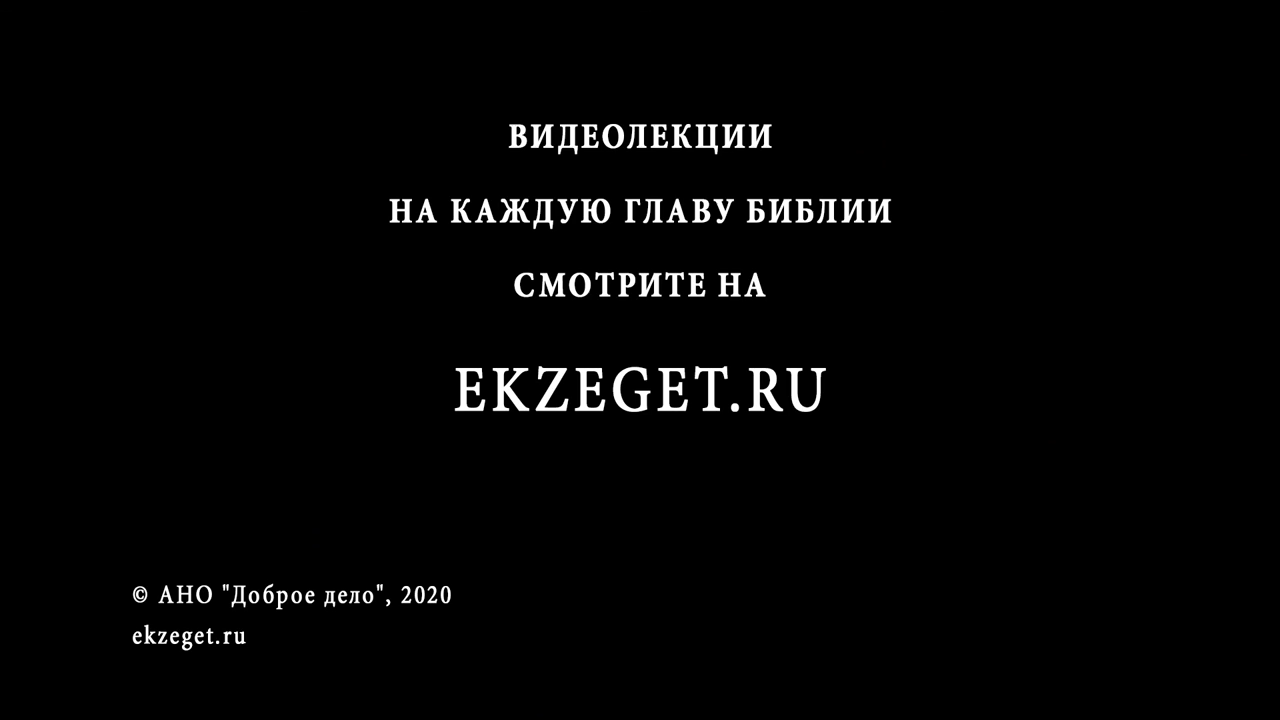 ВИДЕОЛЕКЦИИ
НА КАЖДУЮ ГЛАВУ БИБЛИИ
СМОТРИТЕ НА
EKZEGET.RU
© АНО "Доброе дело", 2020
ekzeget.ru